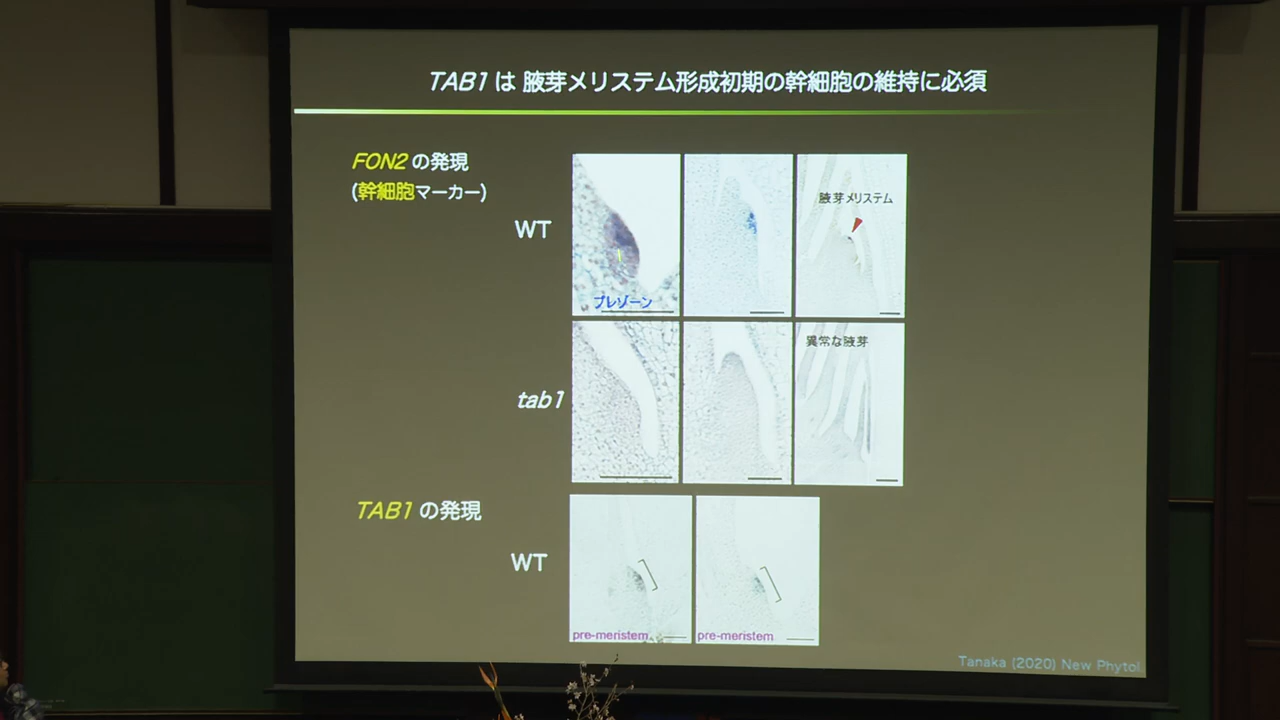 TAB1 は 腋芽メリステム形成初期の幹細胞の維持に必須
FON2 の発現
(幹細胞マーカー)
WT
プレゾーン
腋芽メリステム
tab1
異常な腋芽
TAB1 の発現
WT
pre-meristem
pre-meristem
Tanaka (2020) New Phytol